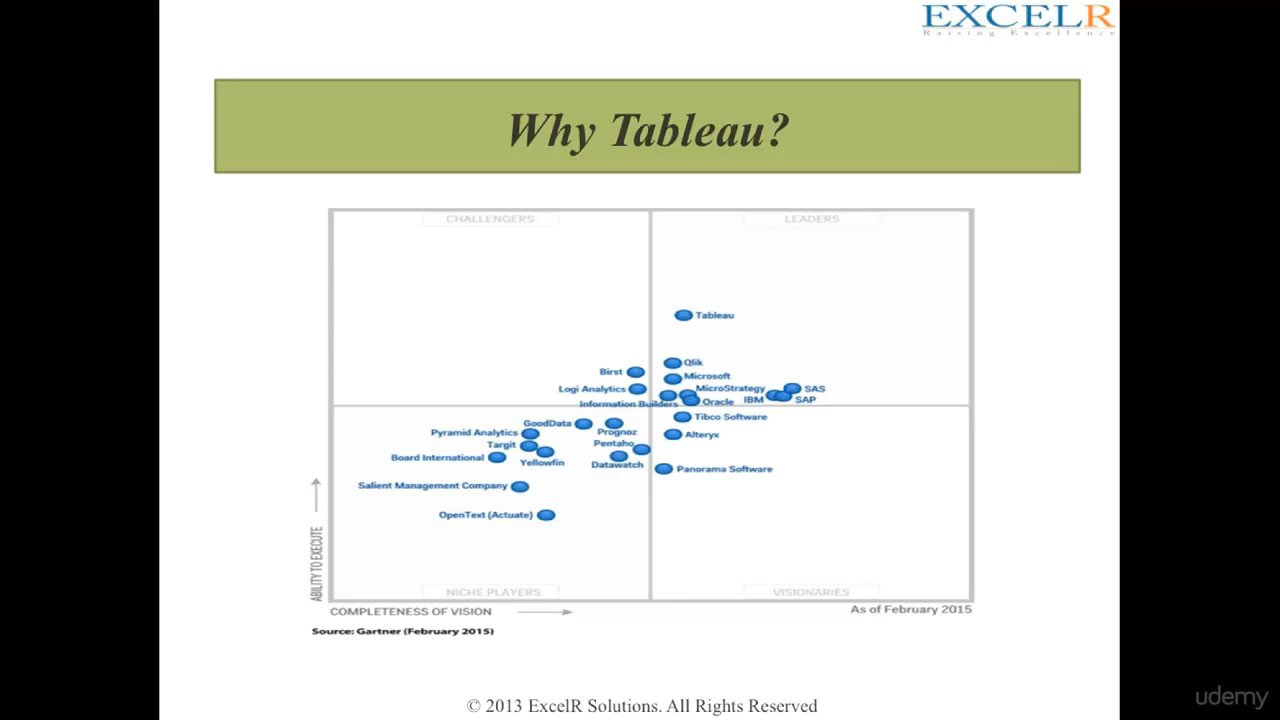 EXCELR
Raising Excellence
Why Tableau?
CHALLENGERS
LEADERS
Tableau
Qlik
Birst
Microsoft
Logi Analytics
MicroStrategy
SAS
Information Builders
Oracle
IBM
SAP
Tibco Software
GoodData
Prognoz
Pyramid Analytics
Alteryx
Targit
Pentaho
Board International
Yellowfin
Datawatch
Panorama Software
Salient Management Company
OpenText (Actuate)
ABILITY TO EXECUTE
NICHE PLAYERS
VISIONARIES
COMPLETENESS OF VISION
As of February 2015
Source: Gartner (February 2015)
© 2013 ExcelR Solutions. All Rights Reserved
udemy